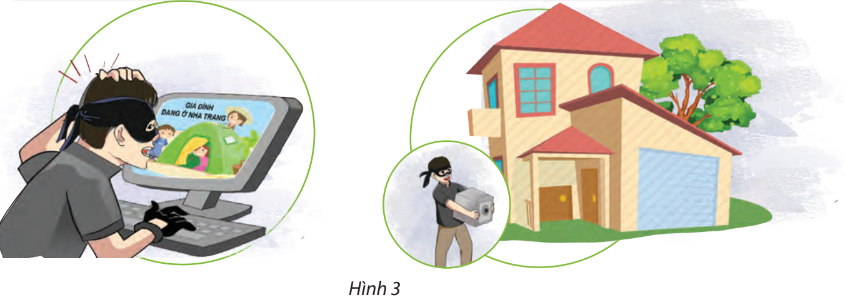 GIA ĐÌNH
ĐANG Ở NHA TRANG
Hình 3